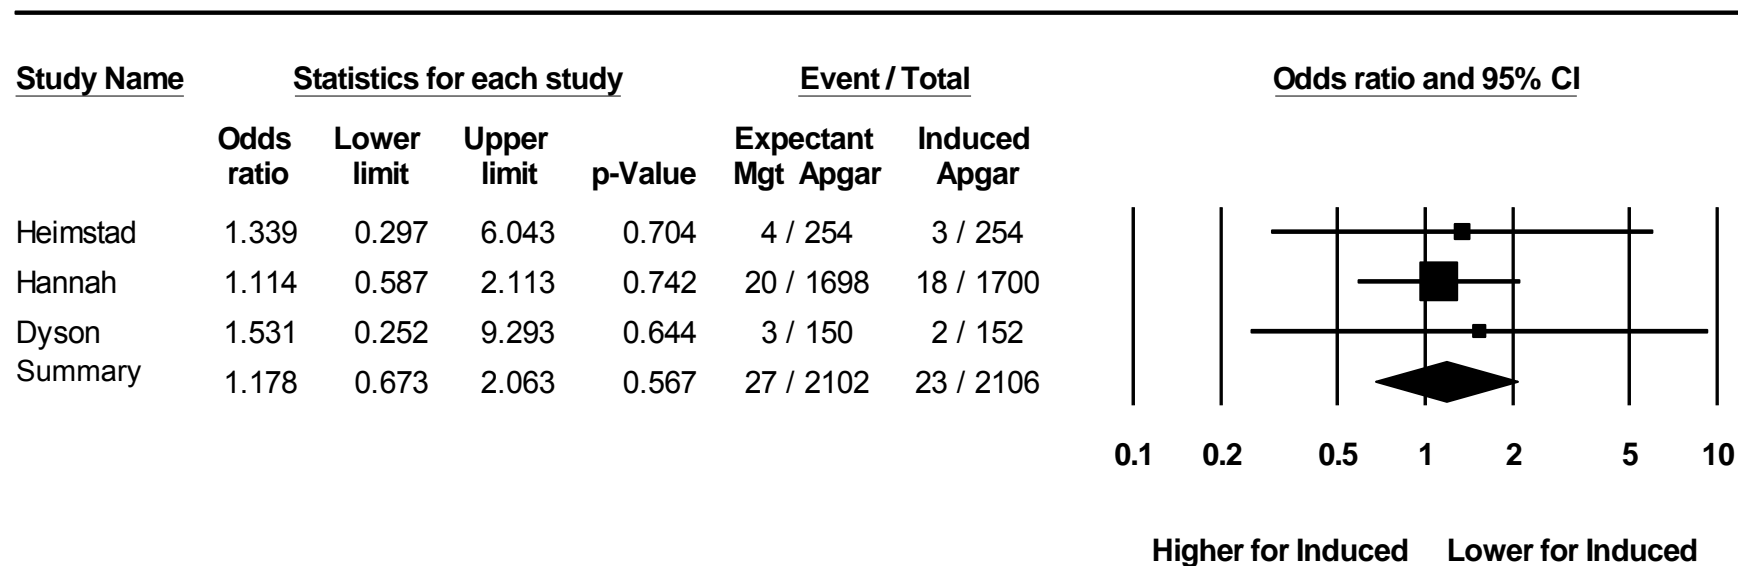 Study Name Statistics for each study Event / Total Odds ratio and 95% CI
Odds Lower Upper Expectant Induced
ratio limit limit p-Value Mgt Apgar Apgar
Heimstad 1.339 0.297 6.043 0.704 4 / 254 3 / 254
Hannah 1.114 0.587 2.113 0.742 20 / 1698 18 / 1700
Dyson 1.531 0.252 9.293 0.644 3 / 150 2 / 152
Summary 1.178 0.673 2.063 0.567 27 / 2102 23 / 2106
0.1 0.2 0.5 1 2 5 10
Higher for Induced Lower for Induced